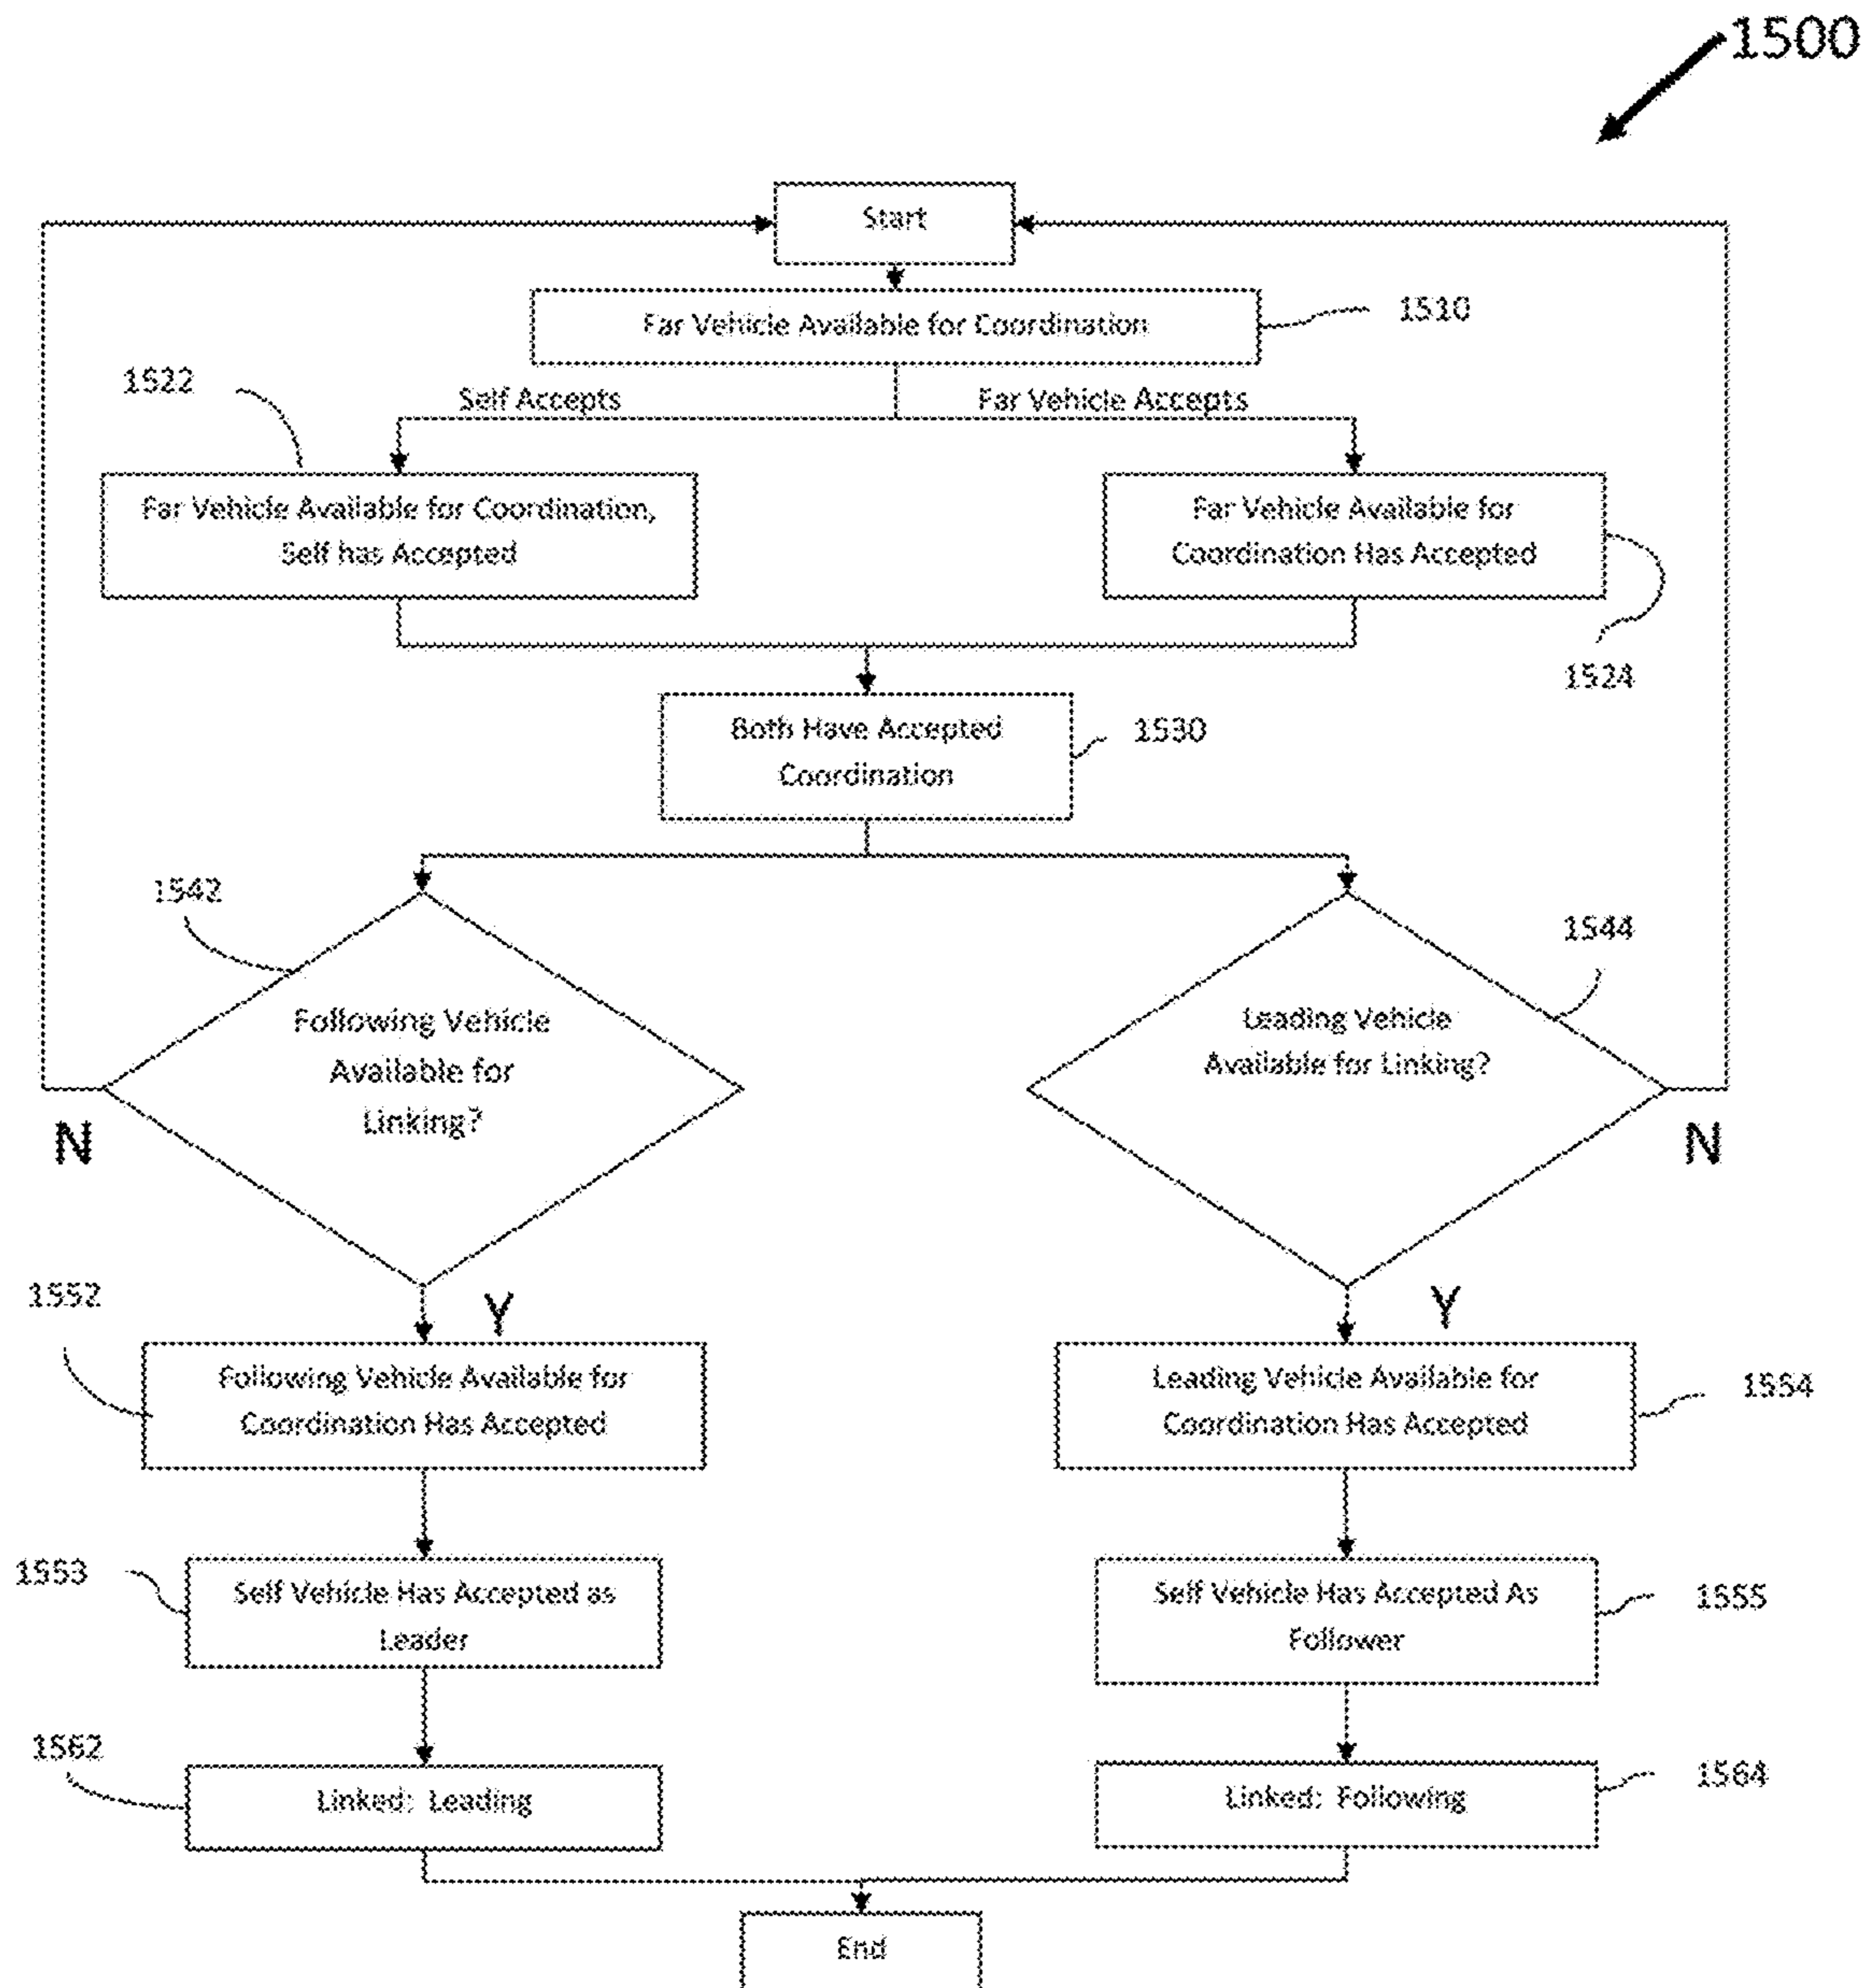 1500
Start
Far Vehicle Available for Coordination
1510
1522
Self Accepts
Far Vehicle Accepts
Far Vehicle Available for Coordination,
Self has Accepted
Far Vehicle Available for
Coordination Has Accepted
1524
Both Have Accepted
Coordination
1530
1542
1544
Following Vehicle
Available for
Linking?
Leading Vehicle
Available for Linking?
N
N
1552
Y
Y
Following Vehicle Available for
Coordination Has Accepted
Leading Vehicle Available for
Coordination Has Accepted
1554
1553
Self Vehicle Has Accepted as
Leader
Self Vehicle Has Accepted As
Follower
1555
1562
Linked: Leading
Linked: Following
1564
End